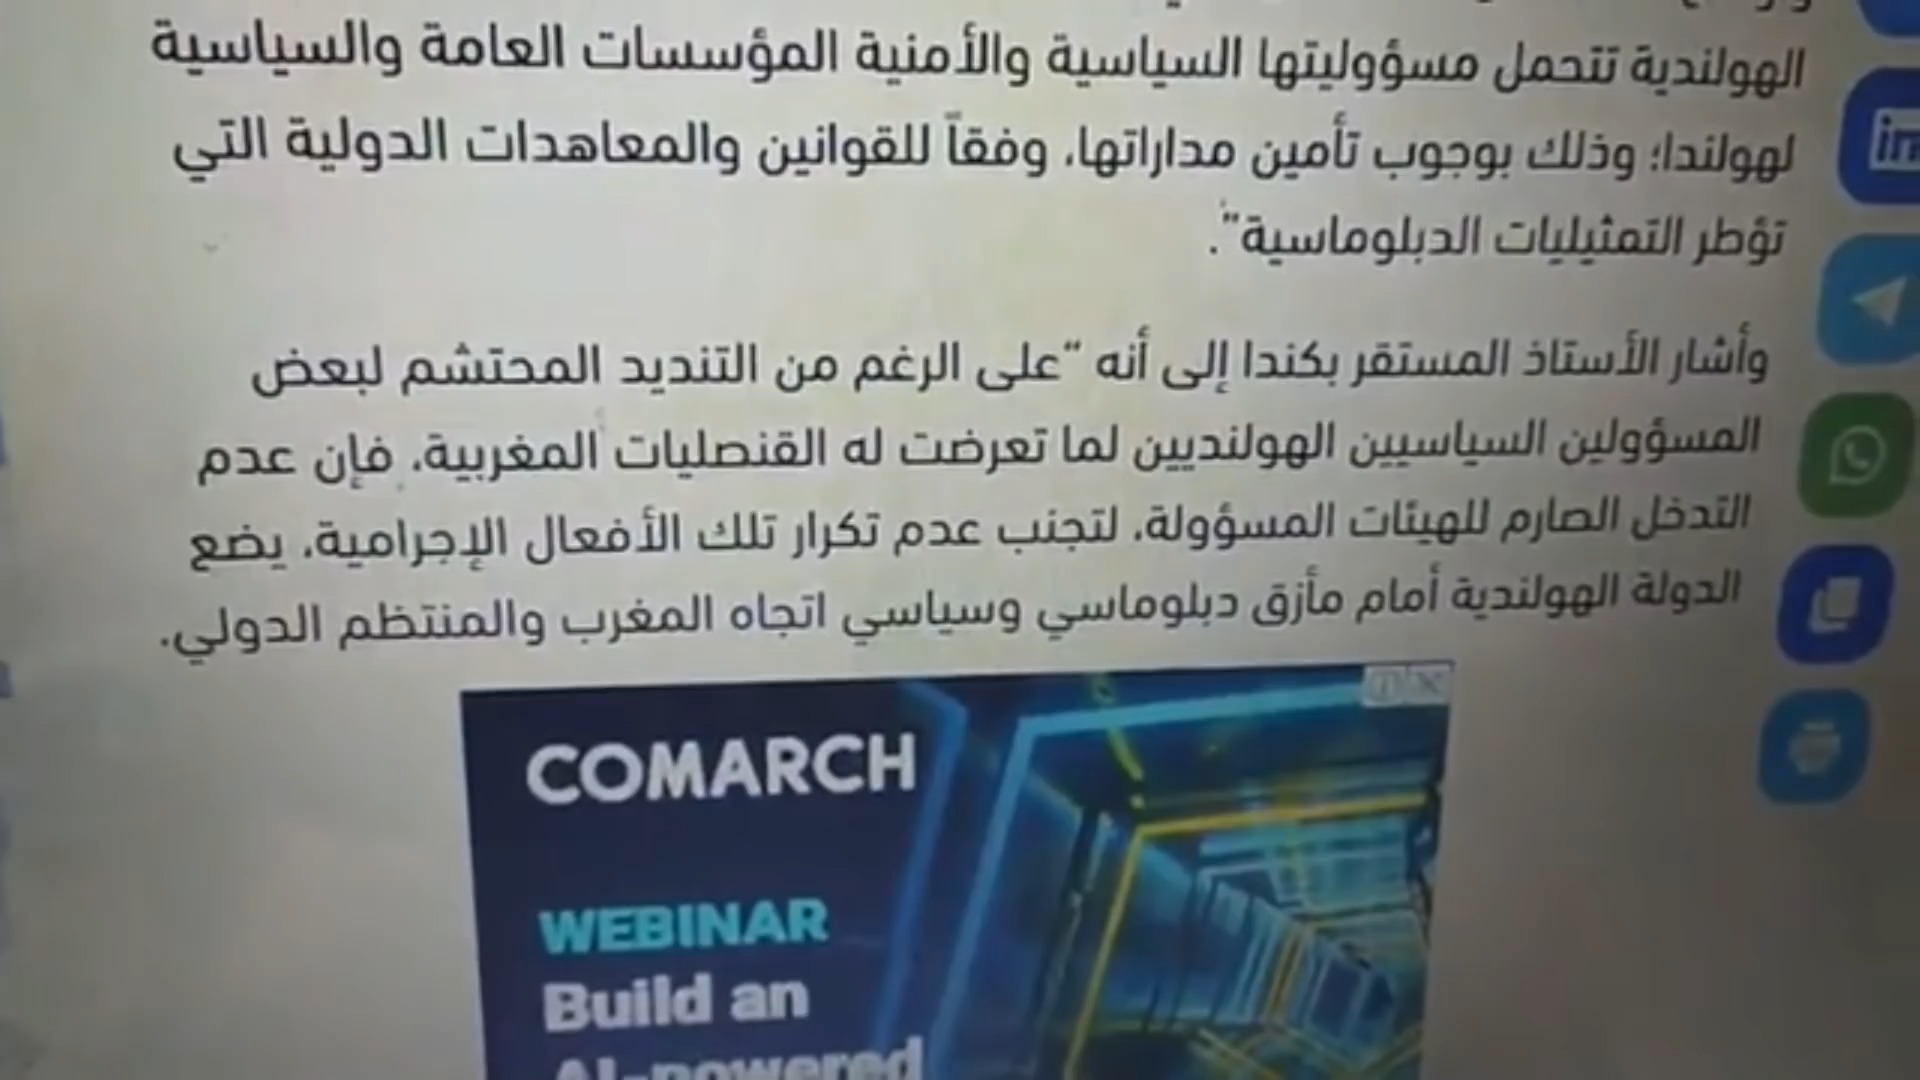 الهولندية تتحمل مسؤوليتها السياسية والأمنية المؤسسات العامة والسياسية
لهولندا؛ وذلك بوجوب تأمين مداراتها، وفقاً للقوانين والمعاهدات الدولية التي
تؤطر التمثيليات الدبلوماسية”.
وأشار الأستاذ المستقر بكندا إلى أنه “على الرغم من التنديد المحتشم لبعض
المسؤولين السياسيين الهولنديين لما تعرضت له القنصليات المغربية، فإن عدم
التدخل الصارم للهيئات المسؤولة، لتجنب عدم تكرار تلك الأفعال الإجرامية، يضع
الدولة الهولندية أمام مأزق دبلوماسي وسياسي اتجاه المغرب والمنتظم الدولي.
in
COMARCH
WEBINAR
Build an
AI-powered